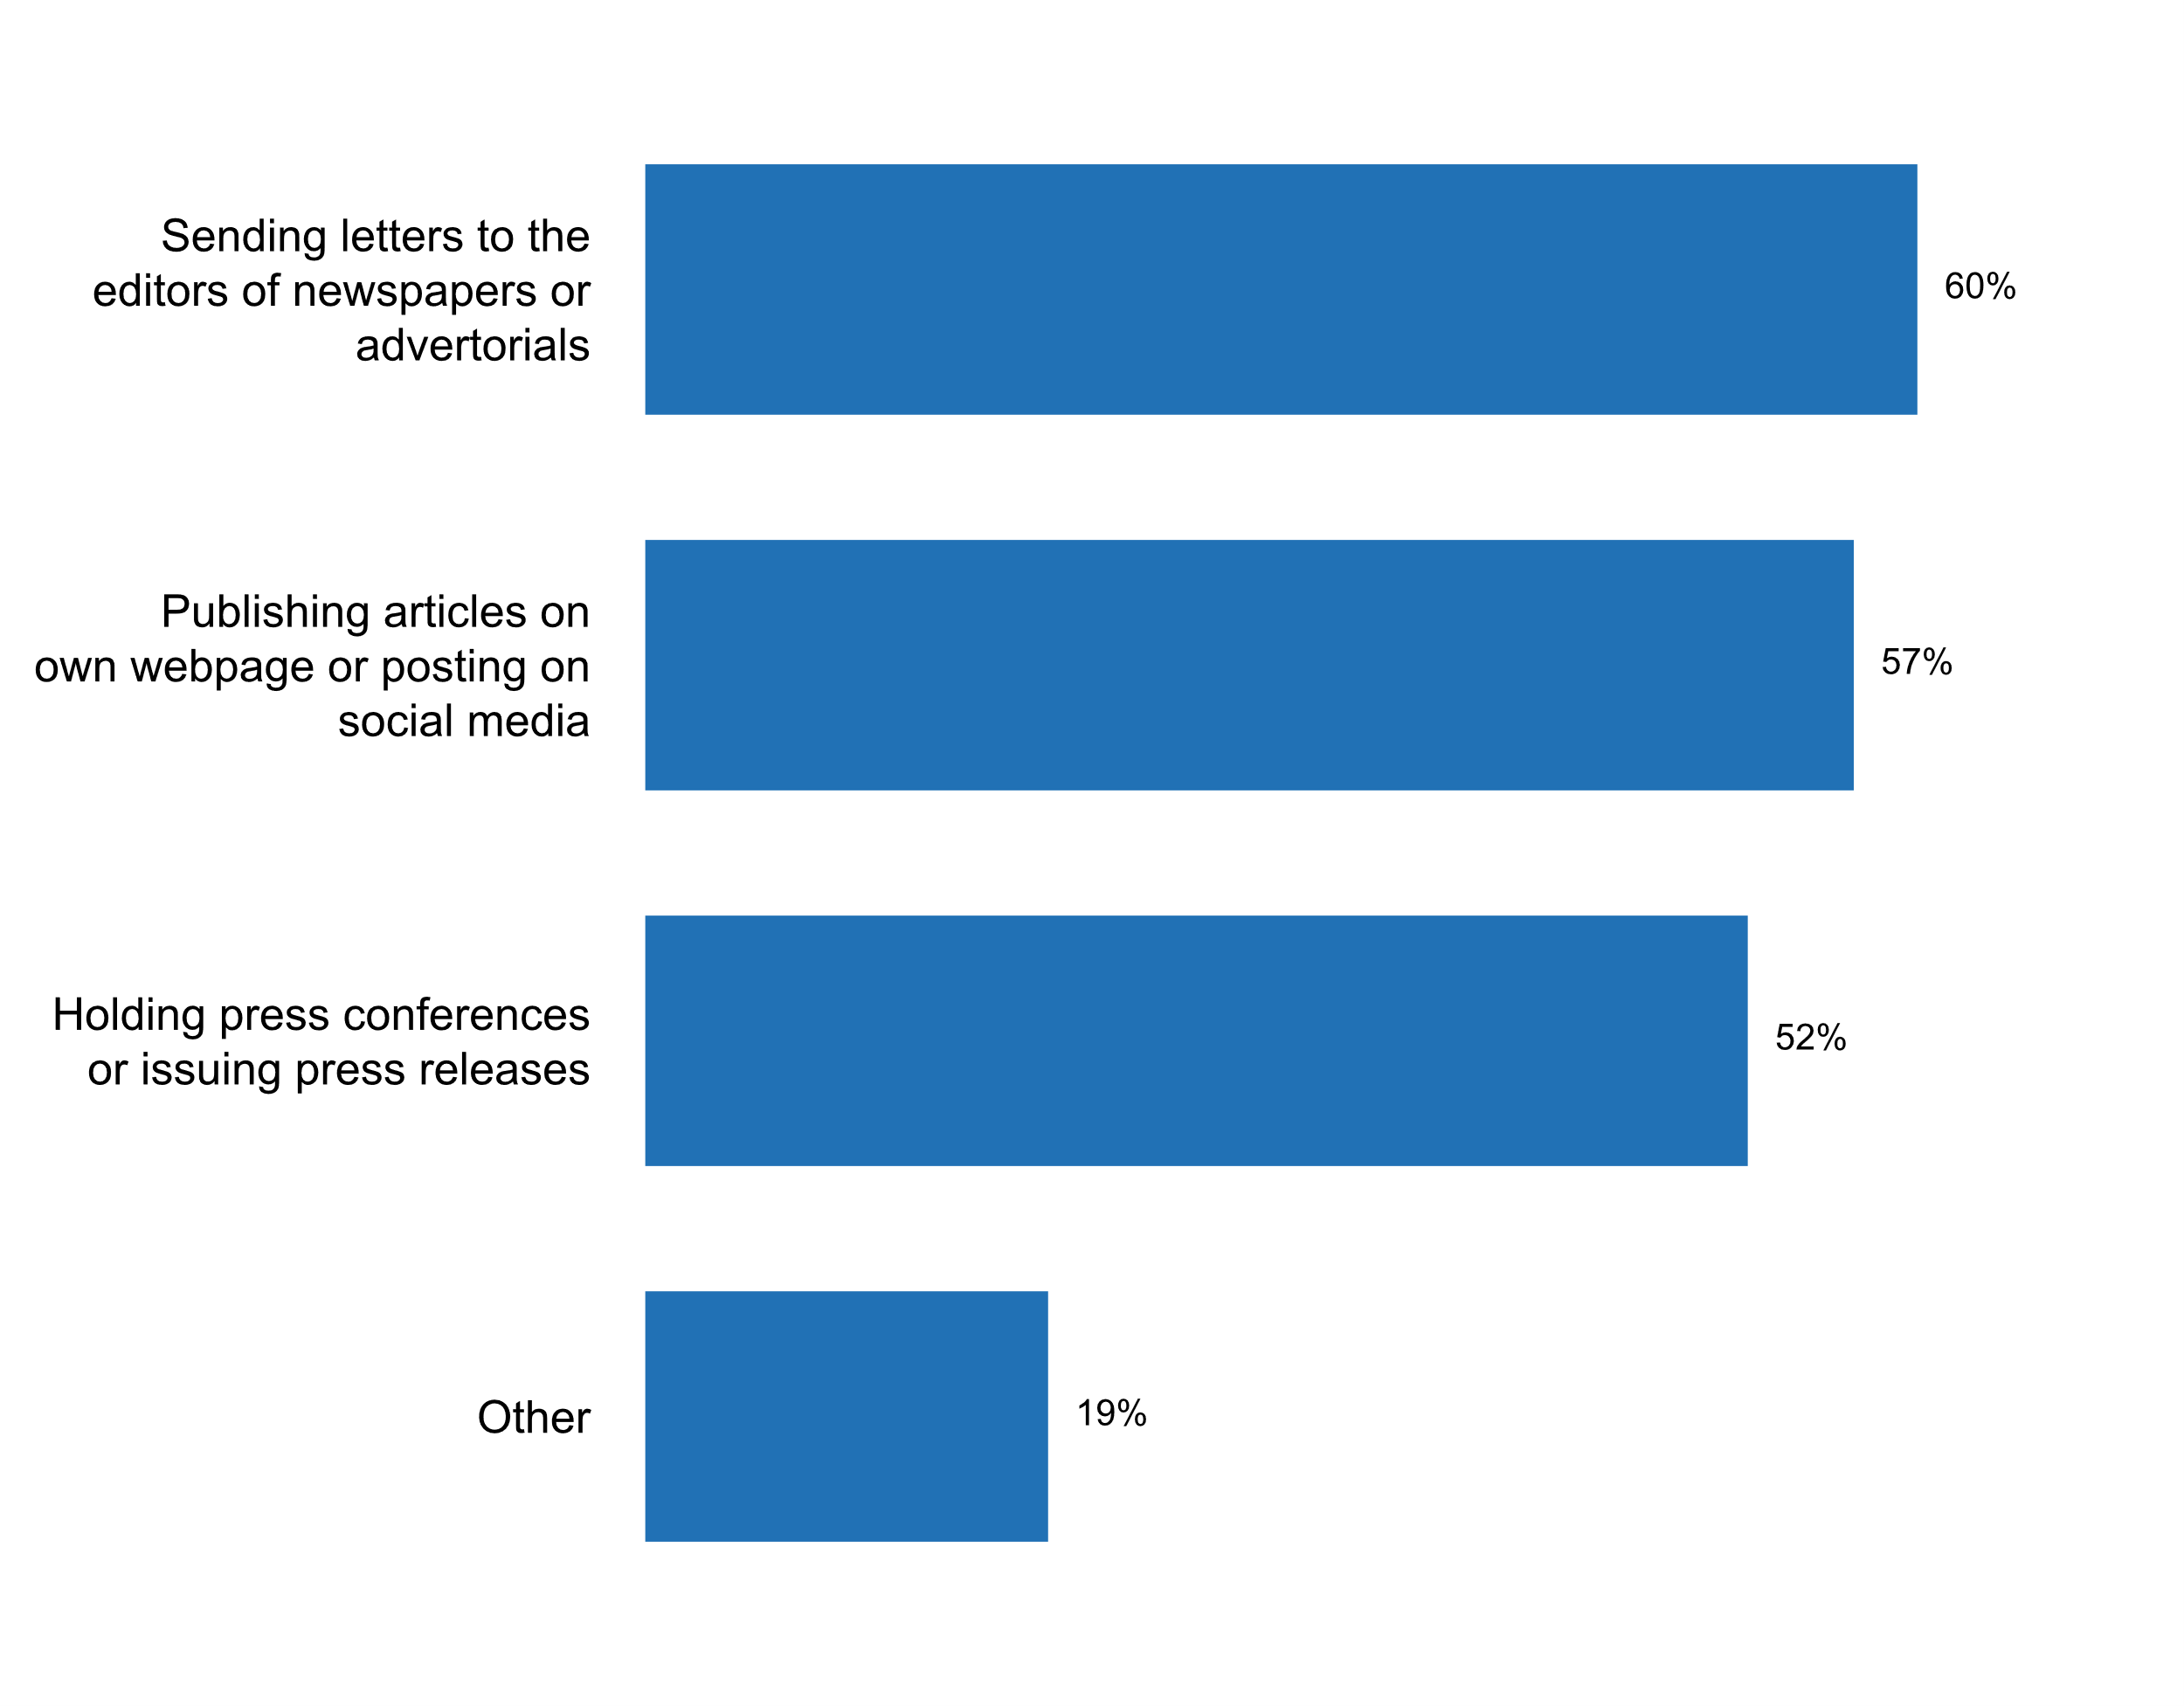 Sending letters to the
editors of newspapers or
advertorials
60%
Publishing articles on
own webpage or posting on
social media
57%
Holding press conferences
or issuing press releases
52%
Other
19%